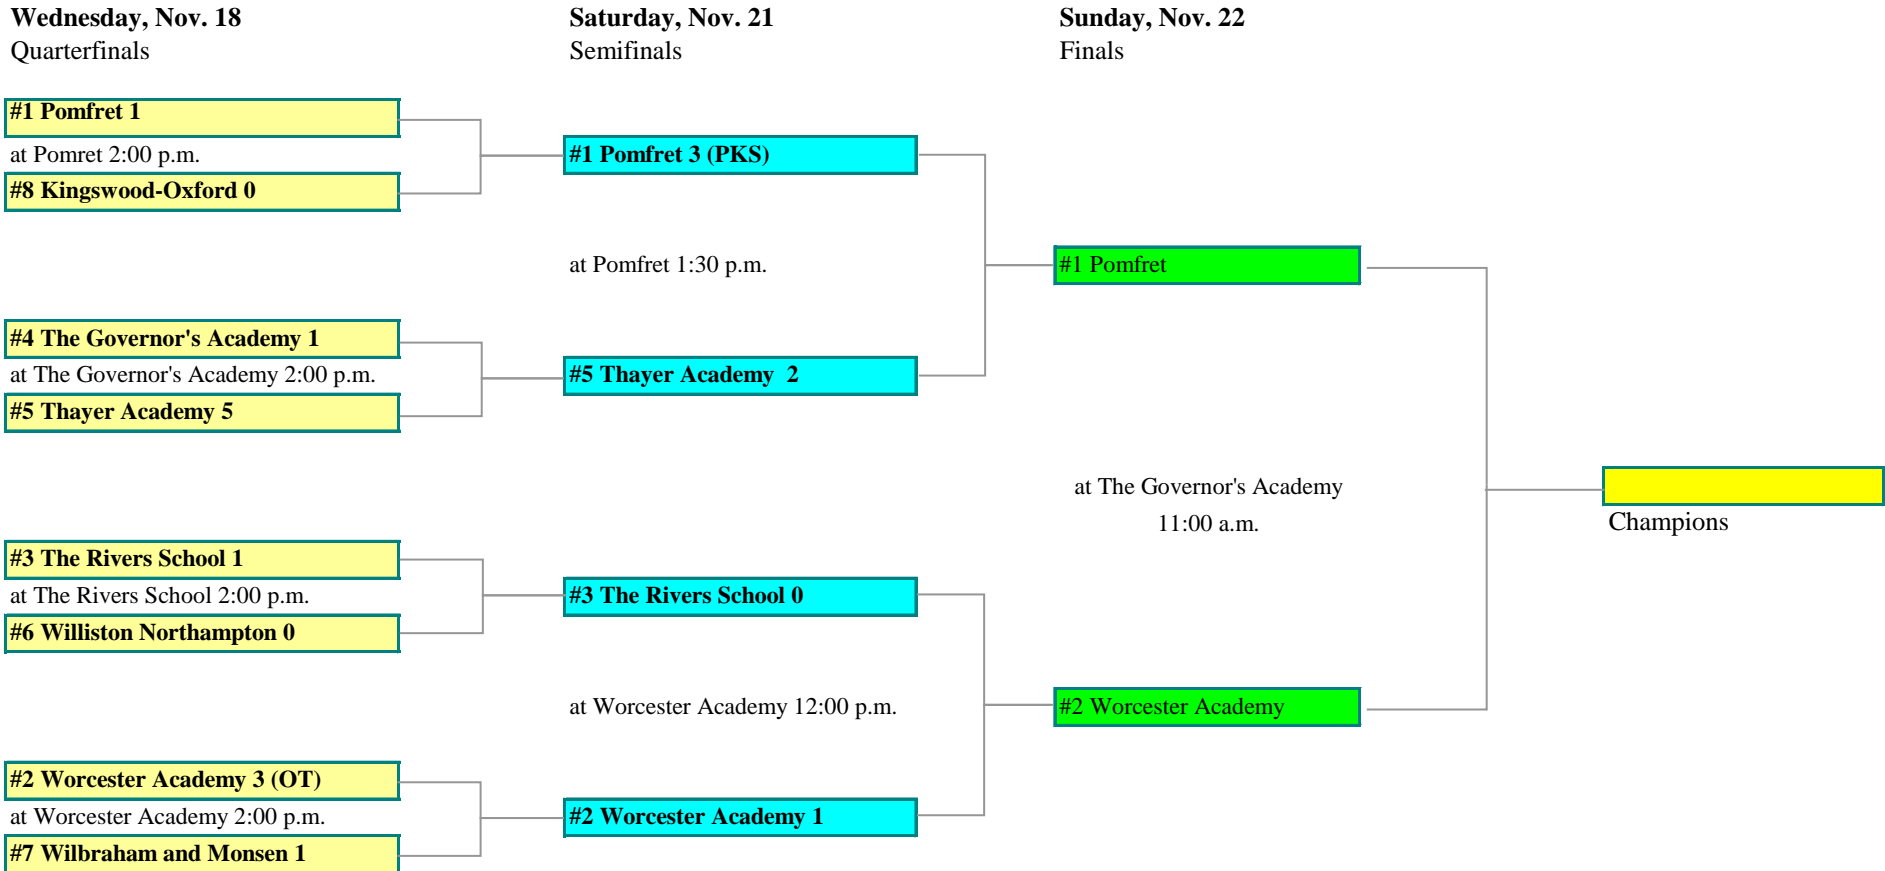 Wednesday, Nov. 18
Quarterfinals
Saturday, Nov. 21
Semifinals
Sunday, Nov. 22
Finals
#1 Pomfret 1
at Pomret 2:00 p.m.
#8 Kingswood-Oxford 0
#1 Pomfret 3 (PKS)
at Pomfret 1:30 p.m.
#1 Pomfret
#4 The Governor's Academy 1
at The Governor's Academy 2:00 p.m.
#5 Thayer Academy 5
#5 Thayer Academy  2
at The Governor's Academy
11:00 a.m.
Champions
#3 The Rivers School 1
at The Rivers School 2:00 p.m.
#6 Williston Northampton 0
#3 The Rivers School 0
at Worcester Academy 12:00 p.m.
#2 Worcester Academy
#2 Worcester Academy 3 (OT)
at Worcester Academy 2:00 p.m.
#7 Wilbraham and Monsen 1
#2 Worcester Academy 1